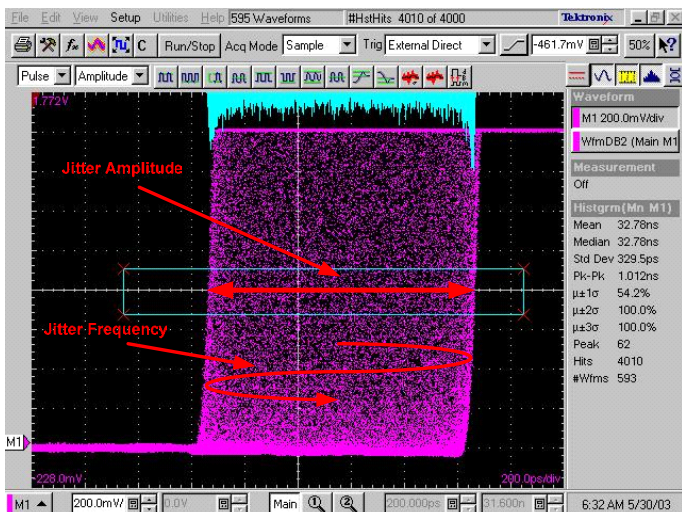 File Edit View Setup Utilities Help 595 Waveforms #HstHits 4010 of 4000 Tektronix
C Run/Stop Acq Mode Sample Trig External Direct -461.7mV 50%
Pulse Amplitude
1.772V
Jitter Amplitude
Jitter Frequency
M1
-228.0mV
200.0ps/div
Waveform
M1 200.0mV/div
WfmDB2 (Main M1
Measurement
Off
Histgrm(Mn M1)
Mean 32.78ns
Median 32.78ns
Std Dev 329.5ps
Pk-Pk 1.012ns
µ±1σ 54.2%
µ±2σ 100.0%
µ±3σ 100.0%
Peak 62
Hits 4010
#Wfms 593
M1 200.0mV/ 0.0V Main 1 2 200.000ps 31.600n 6:32 AM 5/30/03